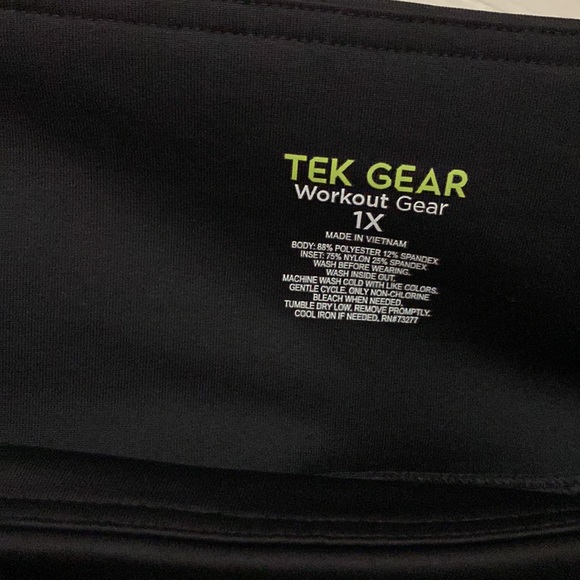 TEK GEAR
Workout Gear
1X
MADE IN VIETNAM
BODY: 88% POLYESTER 12% SPANDEX
INSET: 75% NYLON 25% SPANDEX
WASH BEFORE WEARING.
WASH INSIDE OUT.
MACHINE WASH COLD WITH LIKE COLORS.
GENTLE CYCLE. ONLY NON-CHLORINE
BLEACH WHEN NEEDED.
TUMBLE DRY LOW. REMOVE PROMPTLY.
COOL IRON IF NEEDED. RN#73277